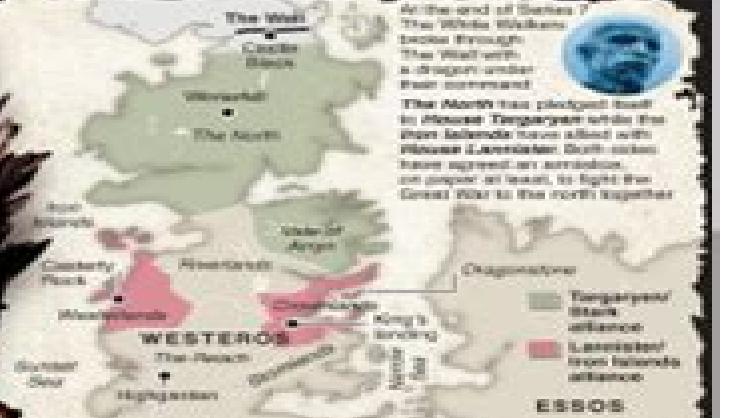 The Wall
Castle
Black
Winterfell
The North
At the end of Series 7
The White Walkers
broke through
The Wall with
a dragon under
their command
The North has pledged itself
to House Targaryen while the
Iron Islands have allied with
House Lannister. Both sides
have agreed an armistice,
on paper at least, to fight the
Great War to the north together
Iron
Islands
Vale of
Arryn
Riverlands
Casterly
Rock
Westerlands
Crownlands
Dragonstone
King's
landing
WESTEROS
The Reach
Highgarden
Stormlands
Sunset
Sea
Narrow
Sea
Targaryen/
Stark
alliance
Lannister/
Iron Islands
alliance
ESSOS